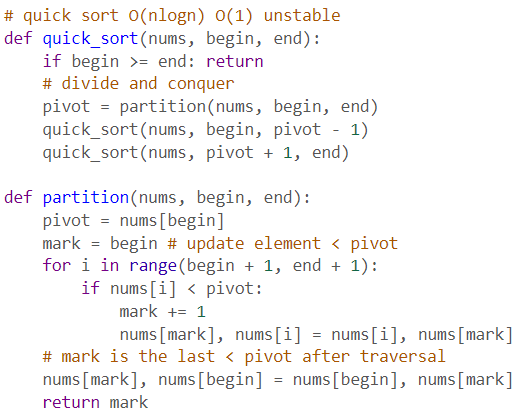 # quick sort O(nlogn) O(1) unstable
def quick_sort(nums, begin, end):
    if begin >= end: return
    # divide and conquer
    pivot = partition(nums, begin, end)
    quick_sort(nums, begin, pivot - 1)
    quick_sort(nums, pivot + 1, end)

def partition(nums, begin, end):
    pivot = nums[begin]
    mark = begin # update element < pivot
    for i in range(begin + 1, end + 1):
        if nums[i] < pivot:
            mark += 1
            nums[mark], nums[i] = nums[i], nums[mark]
    # mark is the last < pivot after traversal
    nums[mark], nums[begin] = nums[begin], nums[mark]
    return mark